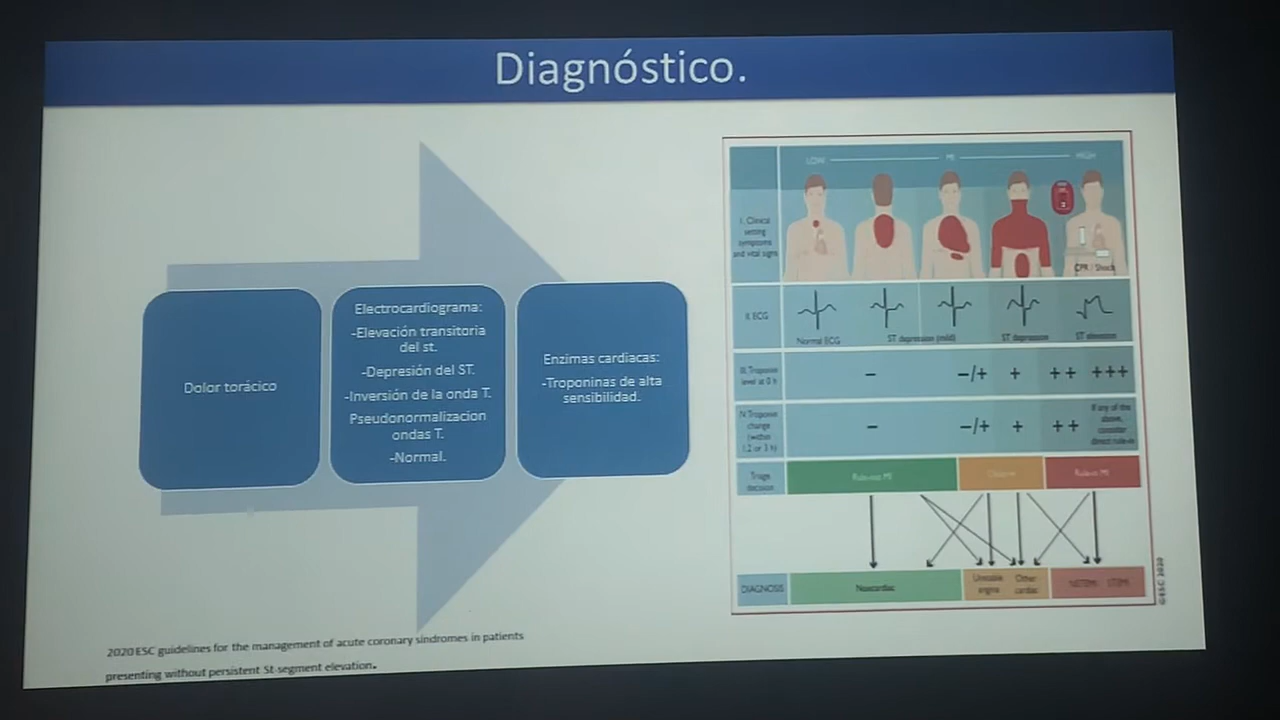 Diagnóstico.
Dolor torácico
Electrocardiograma:
-Elevación transitoria
del st.
-Depresión del ST.
-Inversión de la onda T.
Pseudonormalizacion
ondas T.
-Normal.
Enzimas cardiacas:
-Troponinas de alta
sensibilidad.
LOW
HIGH
I. Clinical
setting
symptoms
and vital signs
CPR / Shock
II. ECG
Normal ECG
ST depression (mild)
ST depression
ST elevation
III. Troponin
level at 0 h
−
−/+
+
++
+++
IV. Troponin
change
(within
1,2 or 3 h)
−
−/+
+
++
If any of the
above,
consider
direct rule-in
Triage
decision
Rule-out MI
Observe
Rule-in MI
DIAGNOSIS
Noncardiac
Unstable
angina
Other
cardiac
NSTEMI
STEMI
©ESC 2020
2020 ESC guidelines for the management of acute coronary sindromes in patients
presenting without persistent St-segment elevation.